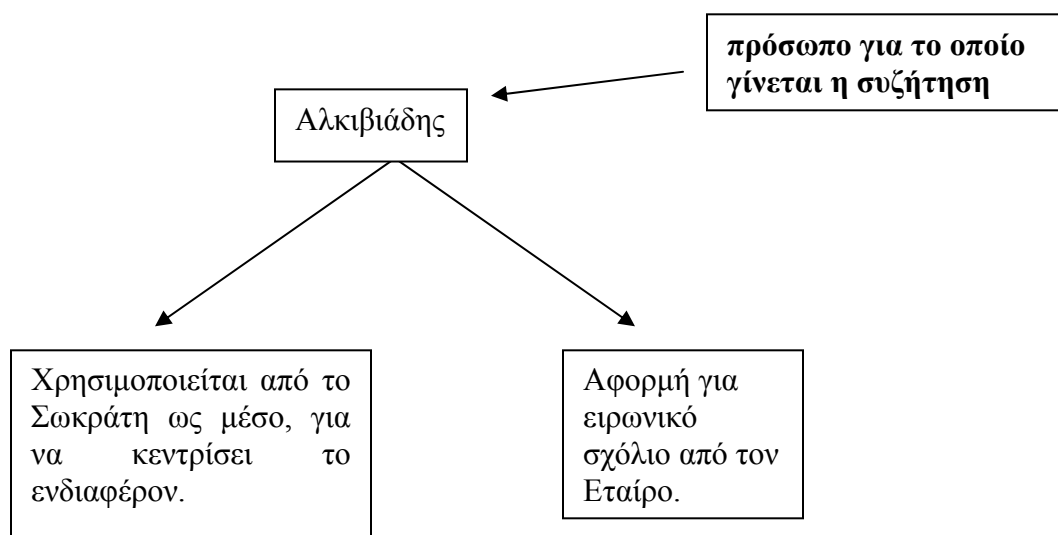 πρόσωπο για το οποίο
γίνεται η συζήτηση
Αλκιβιάδης
Χρησιμοποιείται από το
Σωκράτη ως μέσο, για
να κεντρίσει το
ενδιαφέρον.
Αφορμή για
ειρωνικό
σχόλιο από τον
Εταίρο.